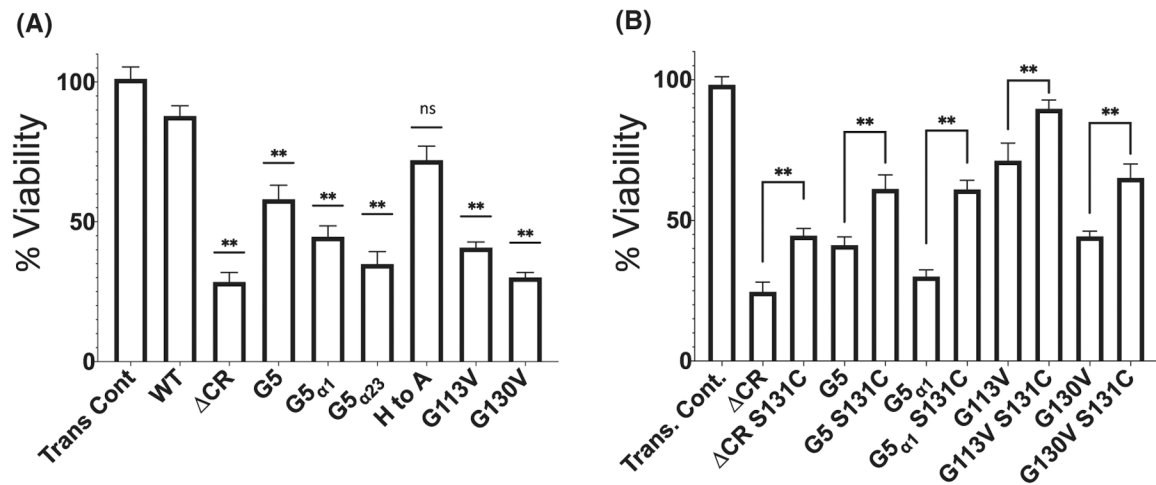 (A)
% Viability
100
50
0
**
**
**
**
ns
**
**
Trans Cont
WT
ΔCR
G5
G5α1
G5α23
H to A
G113V
G130V
(B)
% Viability
100
50
0
**
**
**
**
**
Trans. Cont.
ΔCR
ΔCR S131C
G5
G5 S131C
G5α1
G5α1 S131C
G113V
G113V S131C
G130V
G130V S131C